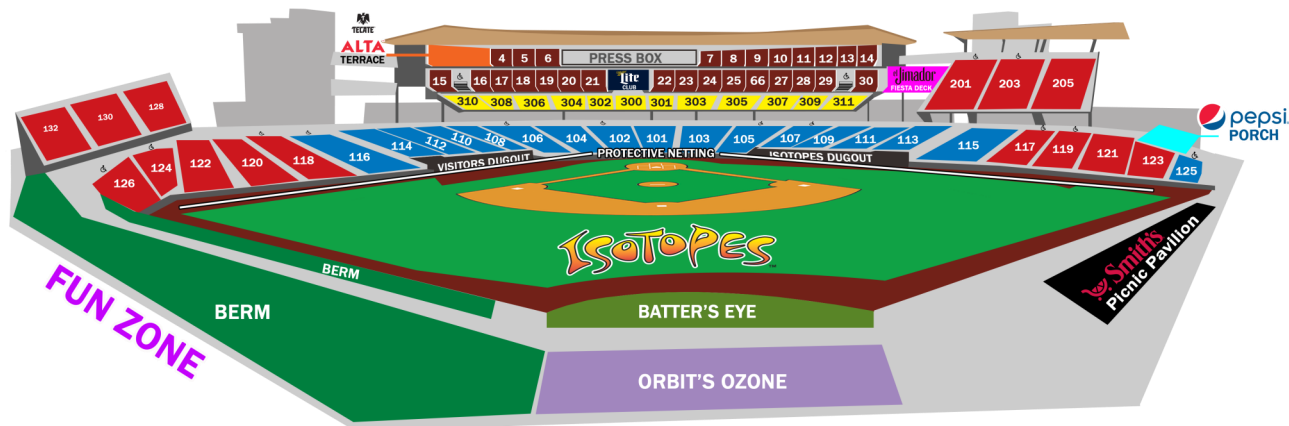 TECATE
ALTA
TERRACE
4 5 6 PRESS BOX 7 8 9 10 11 12 13 14
15 16 17 18 19 20 21 Lite CLUB 22 23 24 25 66 27 28 29 30
el Jimador
FIESTA DECK
201 203 205
310 308 306 304 302 300 301 303 305 307 309 311
132 130 128
pepsi
PORCH
126 124 122 120 118 116 114 112 110 108 106 104 102 101 103 105 107 109 111 113 115 117 119 121 123 125
VISITORS DUGOUT
PROTECTIVE NETTING
ISOTOPES DUGOUT
ISOTOPES
BERM
BERM
FUN ZONE
BATTER'S EYE
ORBIT'S OZONE
Smith's
Picnic Pavilion